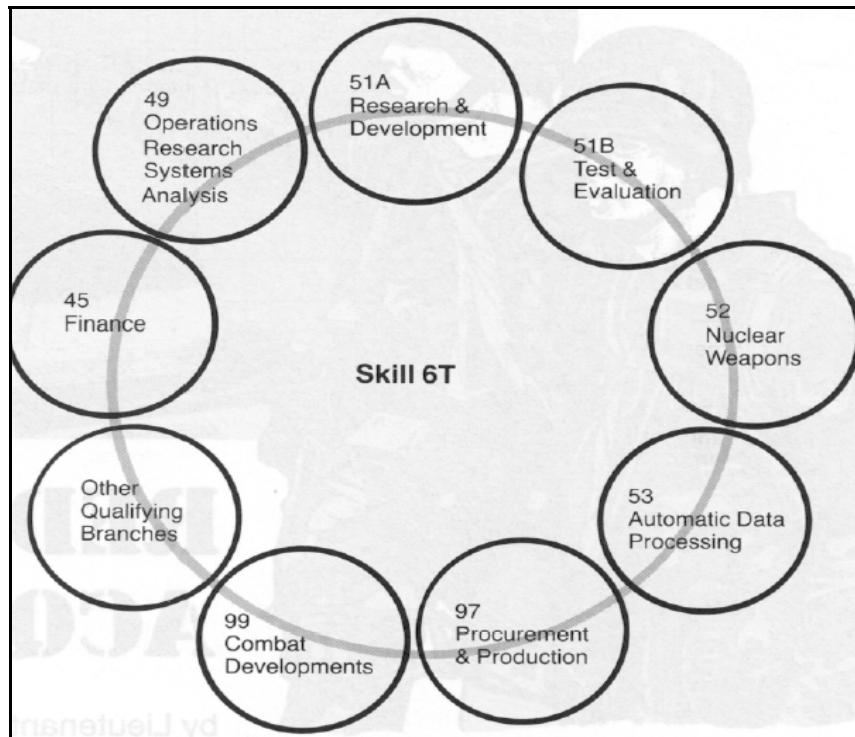 51A
Research &
Development
51B
Test &
Evaluation
52
Nuclear
Weapons
53
Automatic Data
Processing
97
Procurement
& Production
99
Combat
Developments
Other
Qualifying
Branches
45
Finance
49
Operations
Research
Systems
Analysis
Skill 6T
by Lieutenant